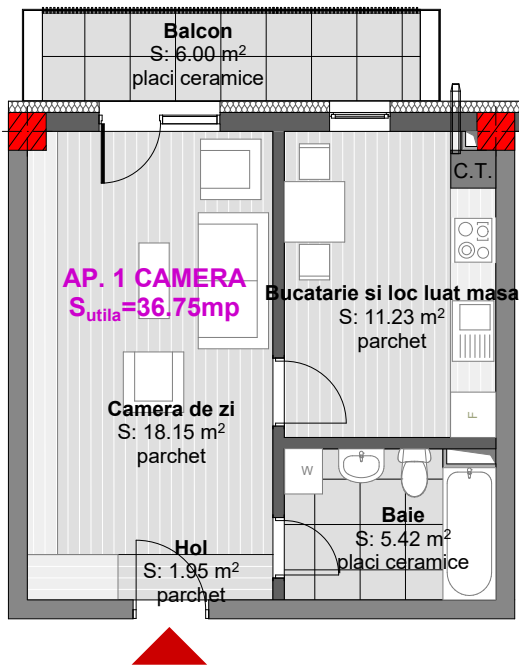 Balcon
S: 6.00 m²
placi ceramice
C.T.
AP. 1 CAMERA
S_utila=36.75mp
Bucatarie si loc luat masa
S: 11.23 m²
parchet
Camera de zi
S: 18.15 m²
parchet
F
W
Baie
S: 5.42 m²
placi ceramice
Hol
S: 1.95 m²
parchet